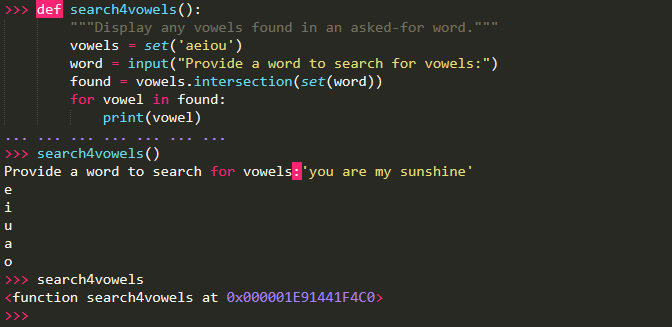 >>> def search4vowels():
        """Display any vowels found in an asked-for word."""
        vowels = set('aeiou')
        word = input("Provide a word to search for vowels:")
        found = vowels.intersection(set(word))
        for vowel in found:
            print(vowel)
... ... ... ... ... ... ...
>>> search4vowels()
Provide a word to search for vowels:'you are my sunshine'
e
i
u
a
o
>>> search4vowels
<function search4vowels at 0x000001E91441F4C0>
>>>